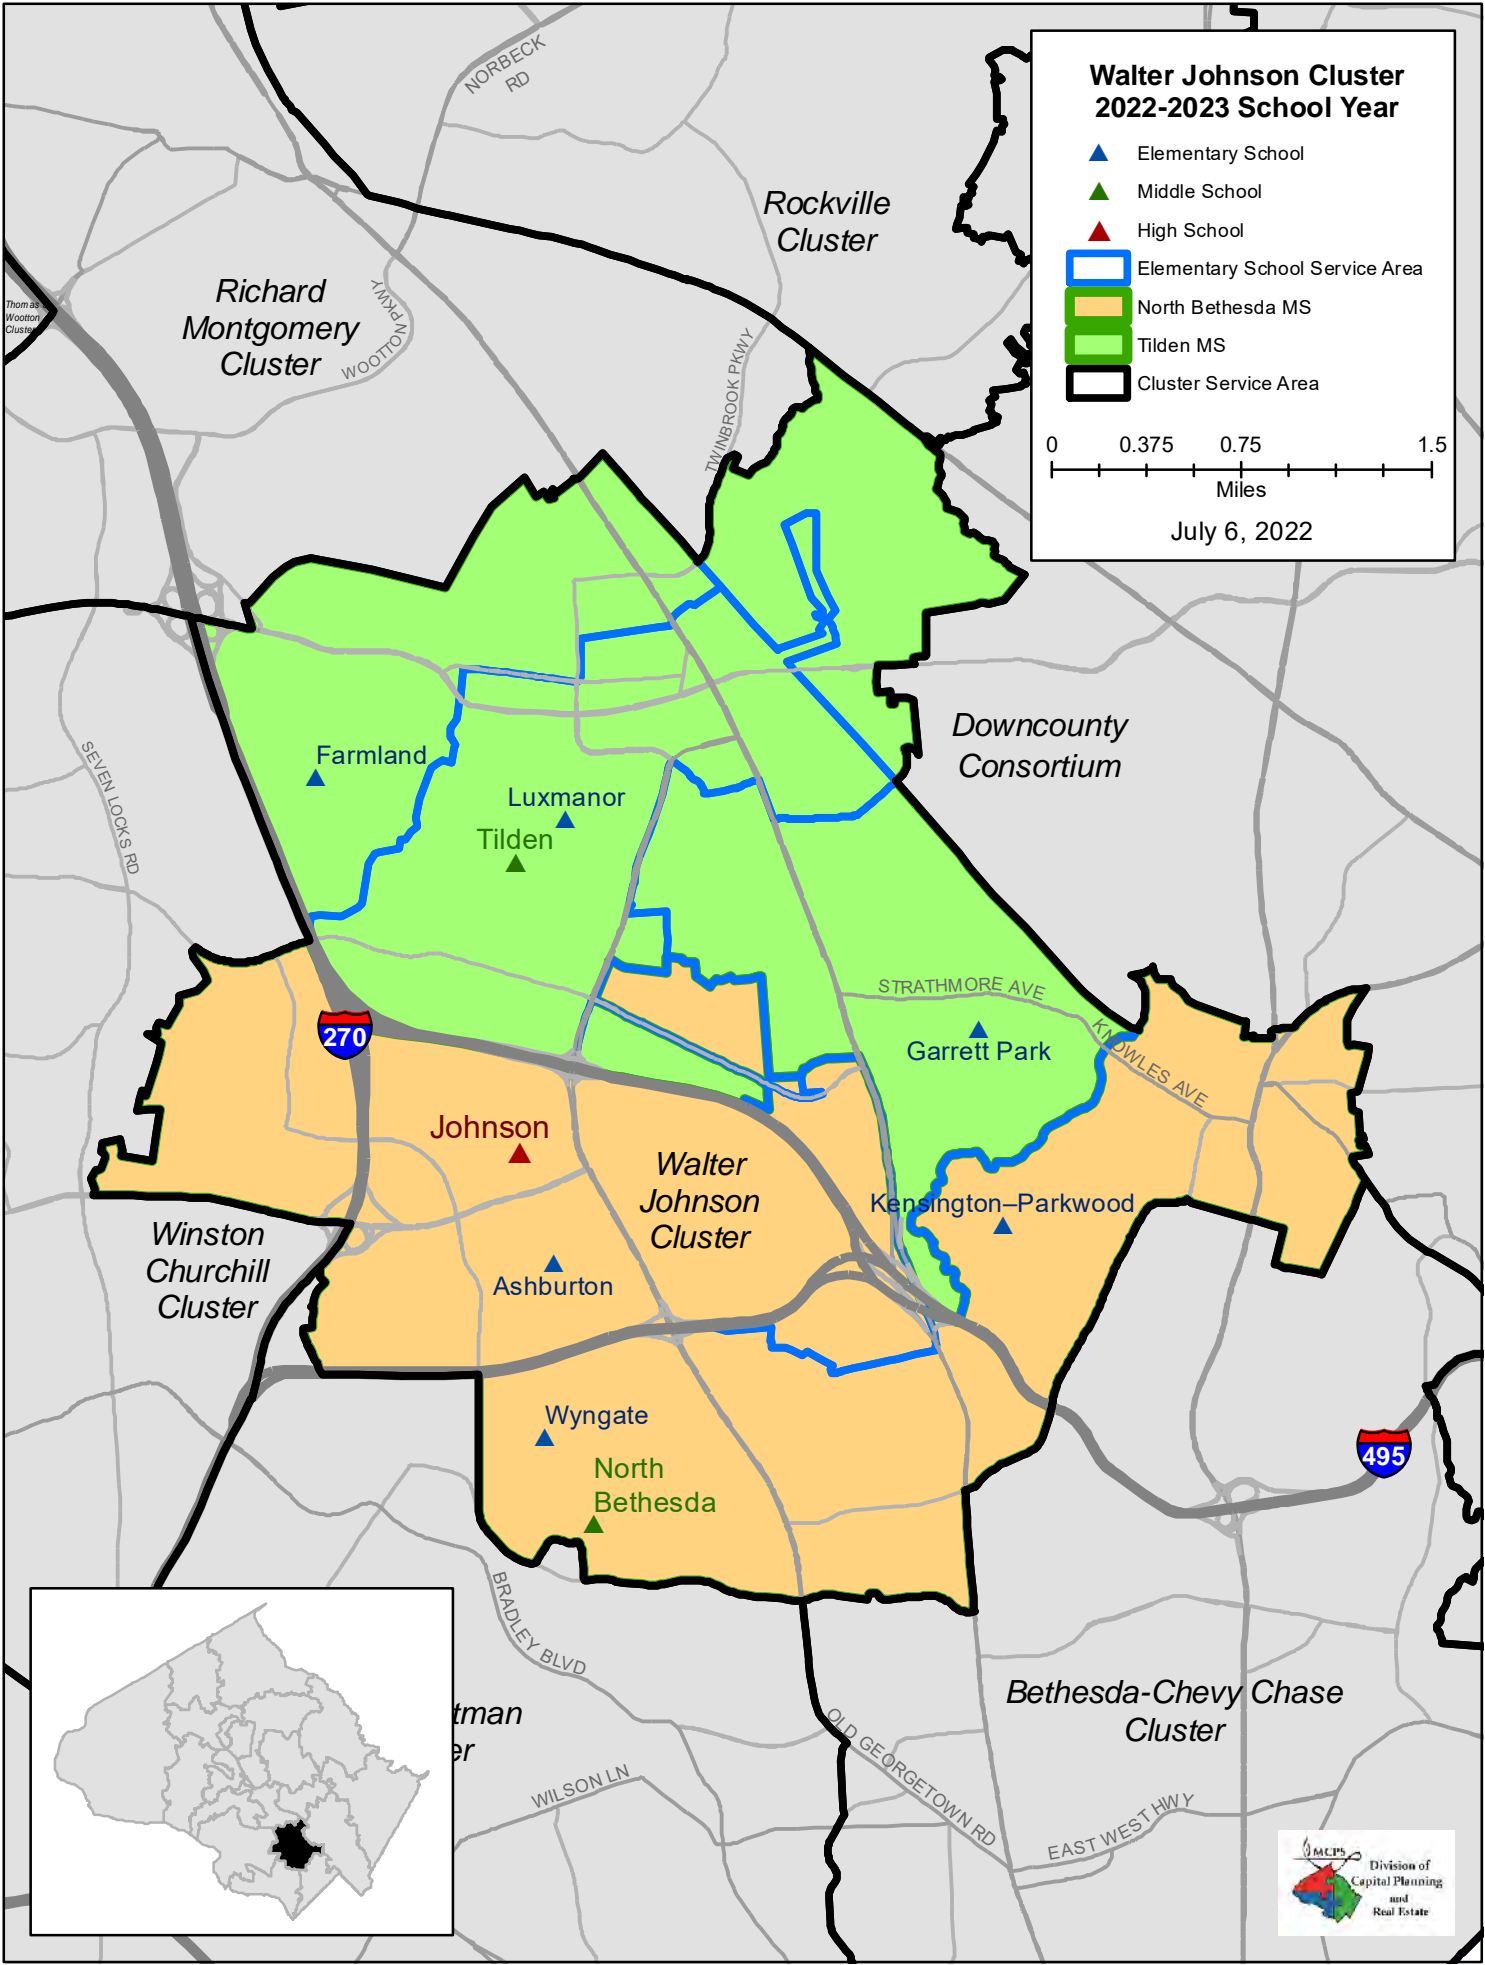 Walter Johnson Cluster
2022-2023 School Year
Elementary School
Middle School
High School
Elementary School Service Area
North Bethesda MS
Tilden MS
Cluster Service Area
0 0.375 0.75 1.5
Miles
July 6, 2022
NORBECK
RD
Rockville
Cluster
Richard
Montgomery
Cluster
Thomas
Wootton
Cluster
WOOTTON PKWY
TWINBROOK PKWY
SEVEN LOCKS RD
Farmland
Luxmanor
Tilden
Downcounty
Consortium
STRATHMORE AVE
KNOWLES AVE
Garrett Park
270
Johnson
Walter
Johnson
Cluster
Kensington–Parkwood
Winston
Churchill
Cluster
Ashburton
Wyngate
North
Bethesda
495
BRADLEY BLVD
tman
er
WILSON LN
OLD GEORGETOWN RD
EAST WEST HWY
Bethesda-Chevy Chase
Cluster
MCPS
Division of
Capital Planning
and
Real Estate